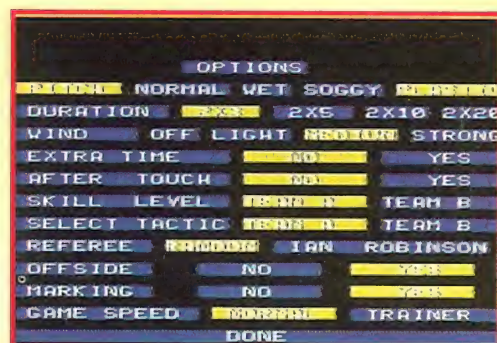 OPTIONS
PITCH NORMAL WET SOGGY PLASTIC
DURATION 2X3 2X5 2X10 2X20
WIND OFF LIGHT MEDIUM STRONG
EXTRA TIME NO YES
AFTER TOUCH NO YES
SKILL LEVEL TEAM A TEAM B
SELECT TACTIC TEAM A TEAM B
REFEREE RANDOM IAN ROBINSON
OFFSIDE NO YES
MARKING NO YES
GAME SPEED NORMAL TRAINER
DONE